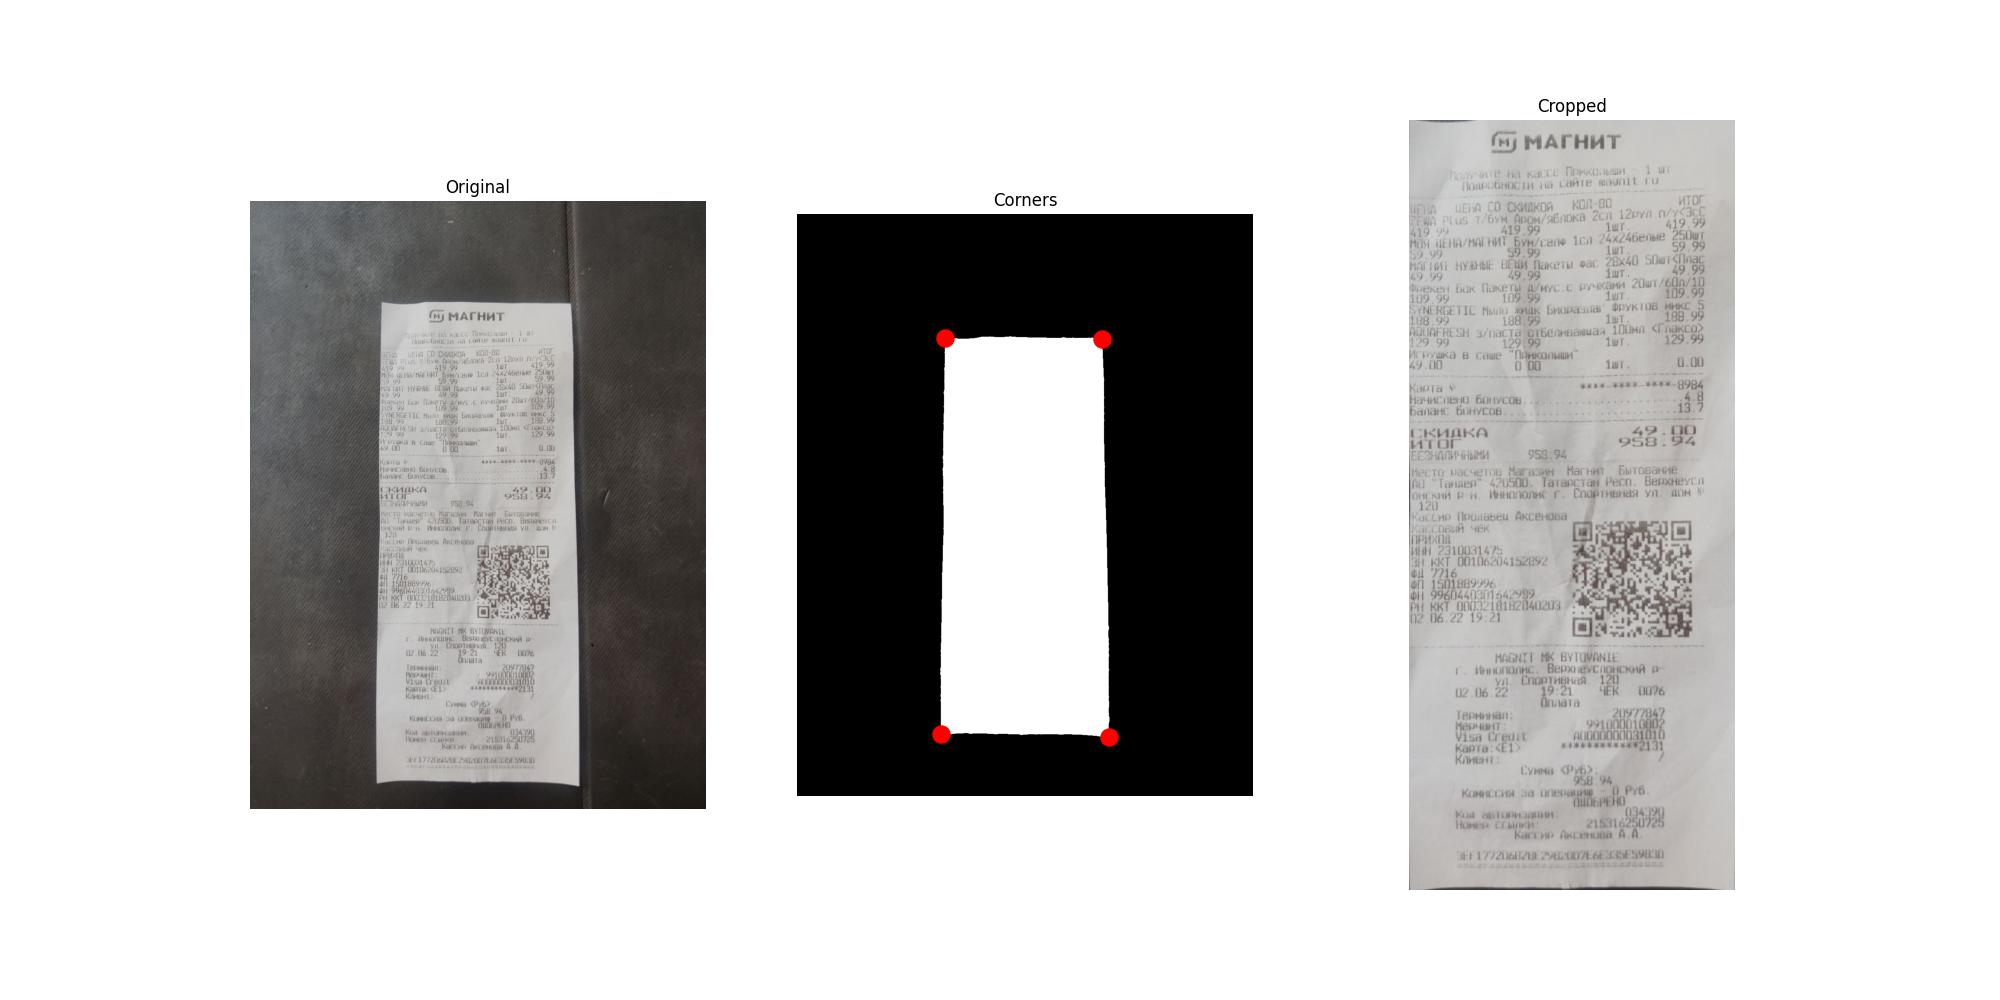 Original
Corners
Cropped
МАГНИТ
Получите на кассе Приколыши - 1 шт
Подробности на сайте magnit.ru
ЦЕНА ЦЕНА СО СКИДКОЙ КОЛ-ВО ИТОГ
Plus т/бум Аром/яблока 2сл 12рул п/у<ЗсС
419.99 419.99 1шт. 419.99
МОЯ ЦЕНА/МАГНИТ Бум/салф 1сл 24х24белые 250шт
59.99 59.99 1шт. 59.99
МАГНИТ НУЖНЫЕ ВЕЩИ Пакеты фас 28х40 50шт<Плас
49.99 49.99 1шт. 49.99
Фрекен Бок Пакеты д/мус.с ручками 20шт/60л/10
109.99 109.99 1шт. 109.99
SYNERGETIC Мыло жидк Биоразлаг Фруктов микс 5
188.99 188.99 1шт. 188.99
AQUAFRESH з/паста отбеливающая 100мл <Глаксо>
129.99 129.99 1шт. 129.99
Игрушка в саше "Приколыши"
49.00 0.00 1шт. 0.00
Карта № **** **** **** 8984
Начислено бонусов 4.8
Баланс бонусов 13.7
СКИДКА 49.00
ИТОГ 958.94
БЕЗНАЛИЧНЫМИ 958.94
Место расчетов Магазин Магнит Бытование
АО "Тандер" 420500. Татарстан Респ. Верхнеусл
онский р-н. Иннополис г. Спортивная ул. дом №
120
Кассир Продавец Аксенова
Кассовый чек
ПРИХОД
ИНН 2310031475
ЗН ККТ 00106204152892
ФД 7716
ФП 1501889996
ФН 9960440301642989
РН ККТ 0003218182040203
02.06.22 19:21
MAGNIT MK BYTOVANIE
г. Иннополис. Верхнеуслонский р-
ул. Спортивная. 120
02.06.22 19:21 ЧЕК 0076
Оплата
Терминал: 20977847
Мерчант: 991000010802
Visa Credit A0000000031010
Карта:<E1> ************2131
Клиент: /
Сумма <Руб>:
958.94
Комиссия за операцию - 0 Руб.
ОДОБРЕНО
Код авторизации: 034390
Номер ссылки: 215316250725
Кассир Аксенова А.А.